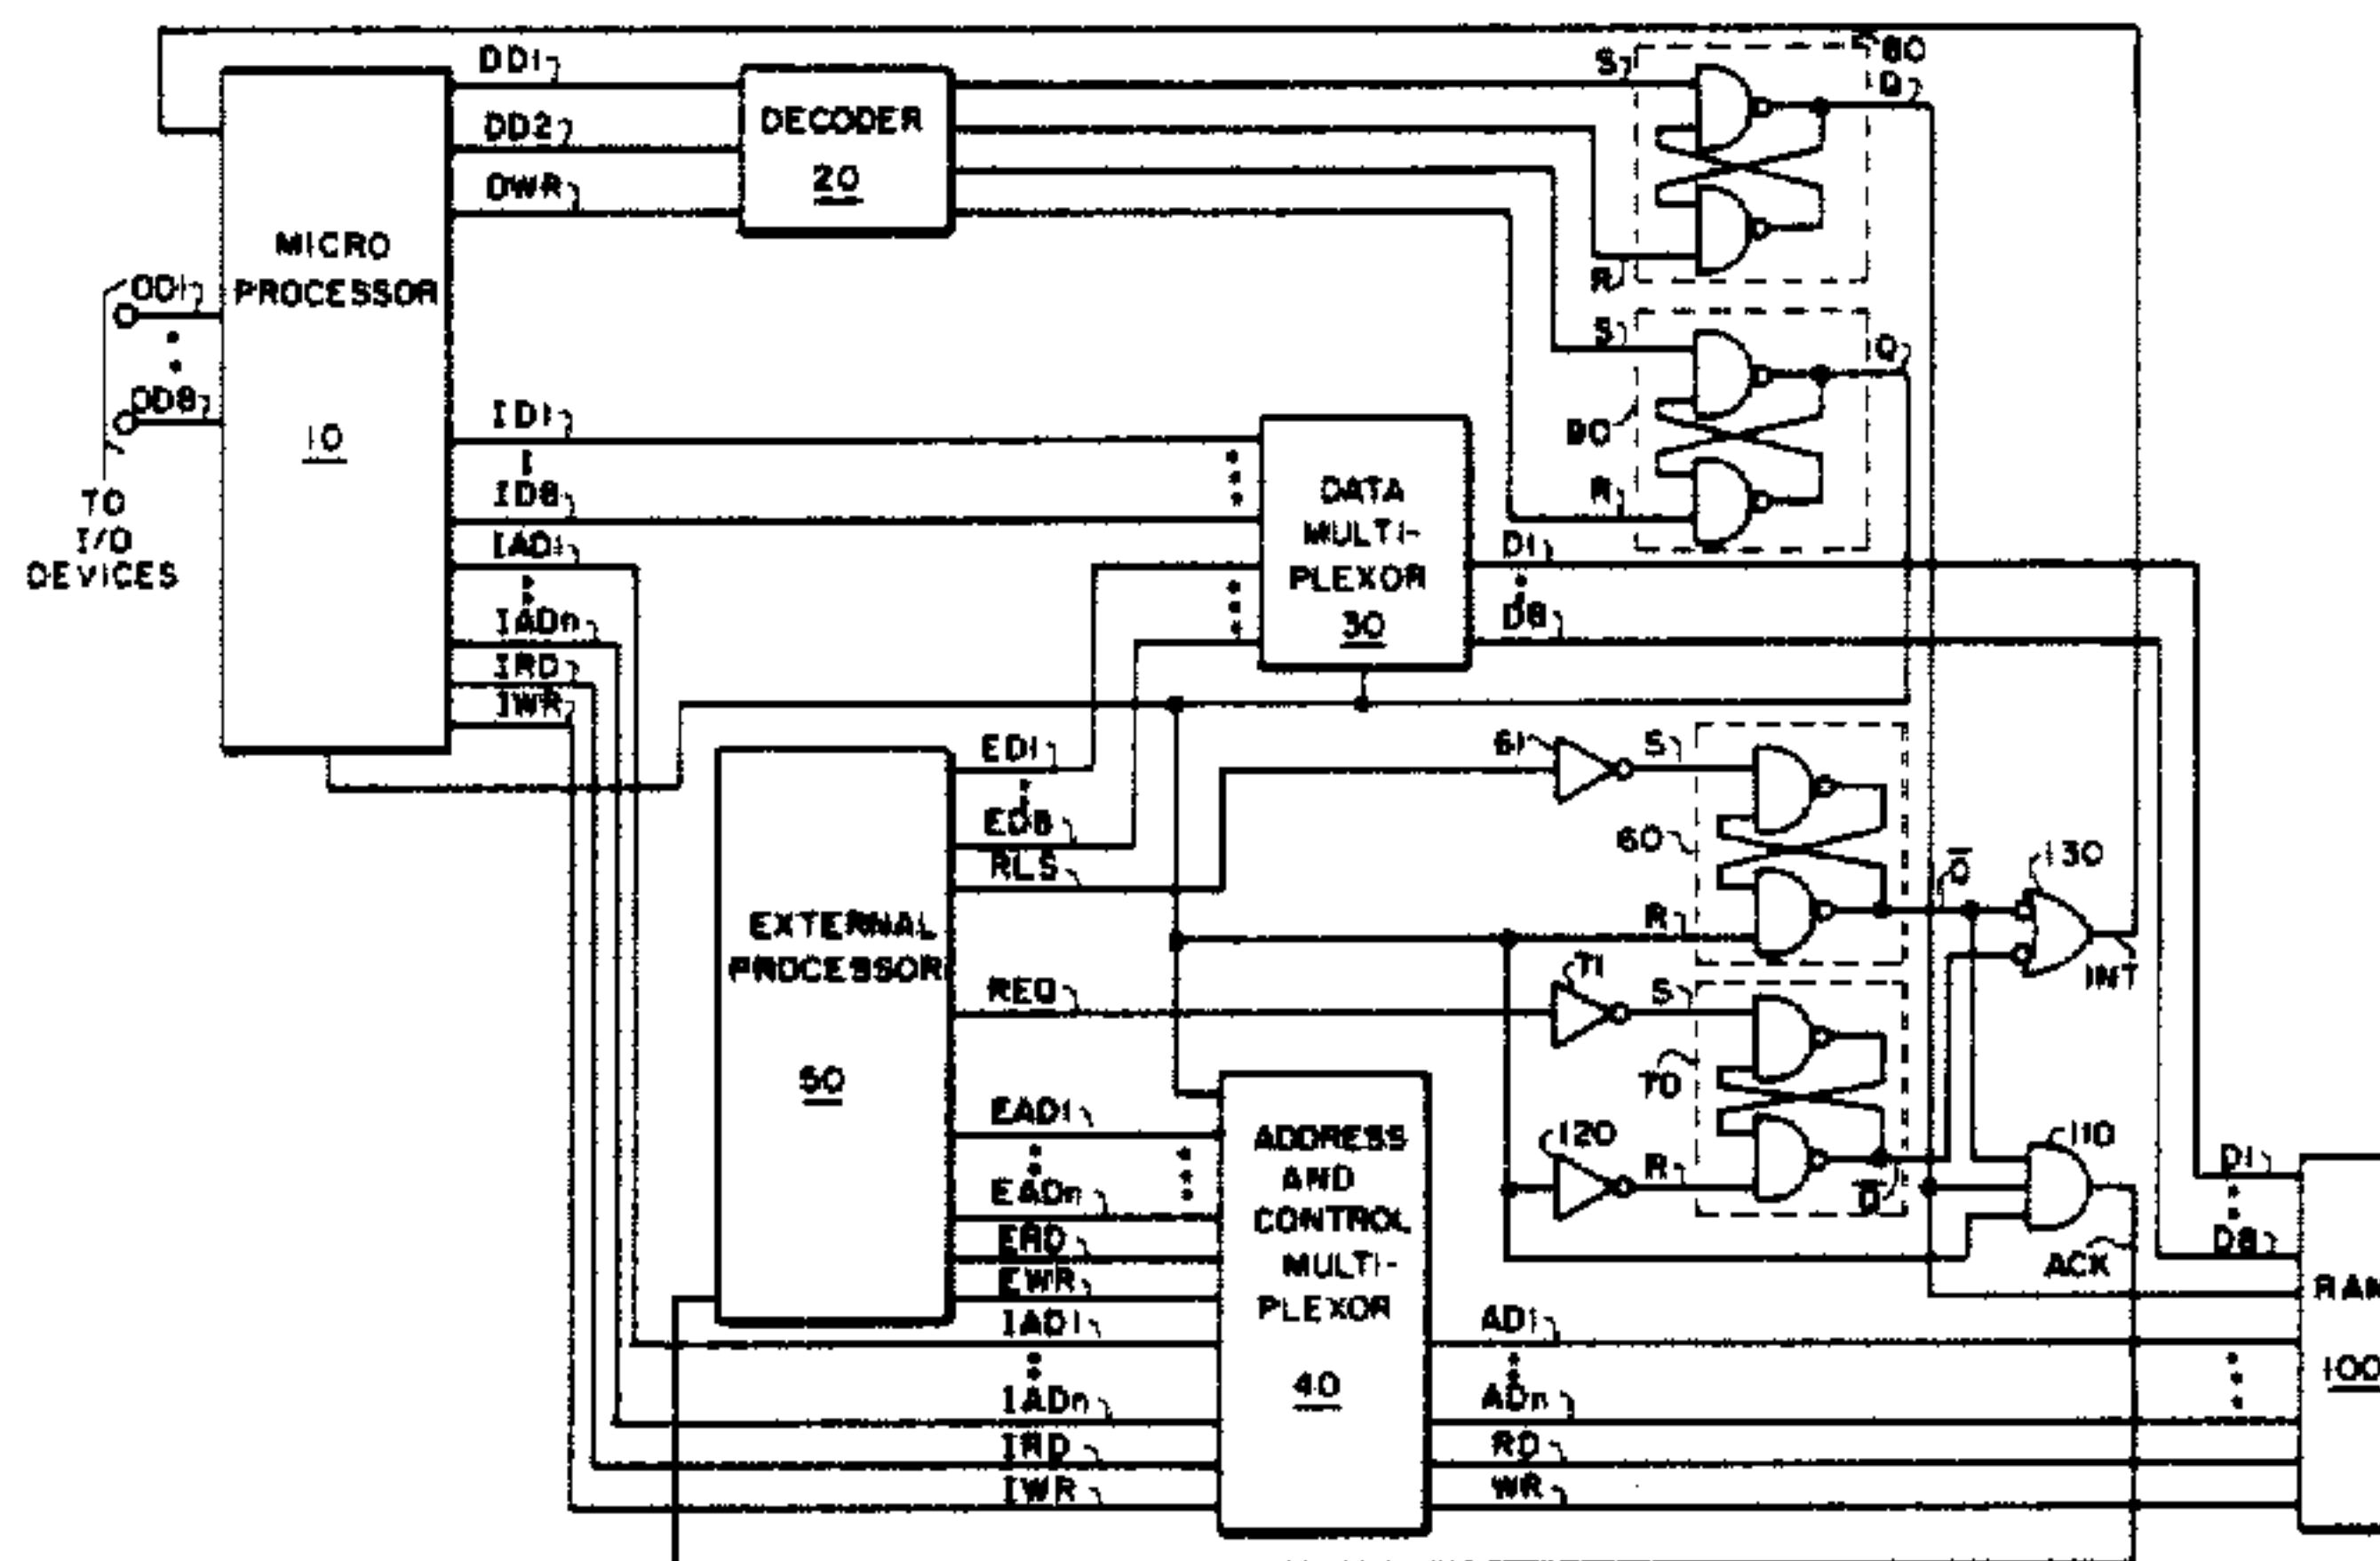 DD1
DD2
DWR
DECODER
20
MICRO
PROCESSOR
10
OD1
OD8
TO
I/O
DEVICES
S
80
Q
R
S
Q
90
R
ID1
ID8
IAD1
IADn
IRD
IWR
DATA
MULTI-
PLEXOR
30
D1
D8
ED1
ED8
RLS
EXTERNAL
PROCESSOR
50
REQ
EAD1
EADn
ERD
EWR
IAD1
IADn
IRD
IWR
61
S
60
R
Q̅
130
INT
71
S
70
120
R
Q̅
110
ACK
ADDRESS
AND
CONTROL
MULTI-
PLEXOR
40
AD1
ADn
RD
WR
D1
D8
RAM
100